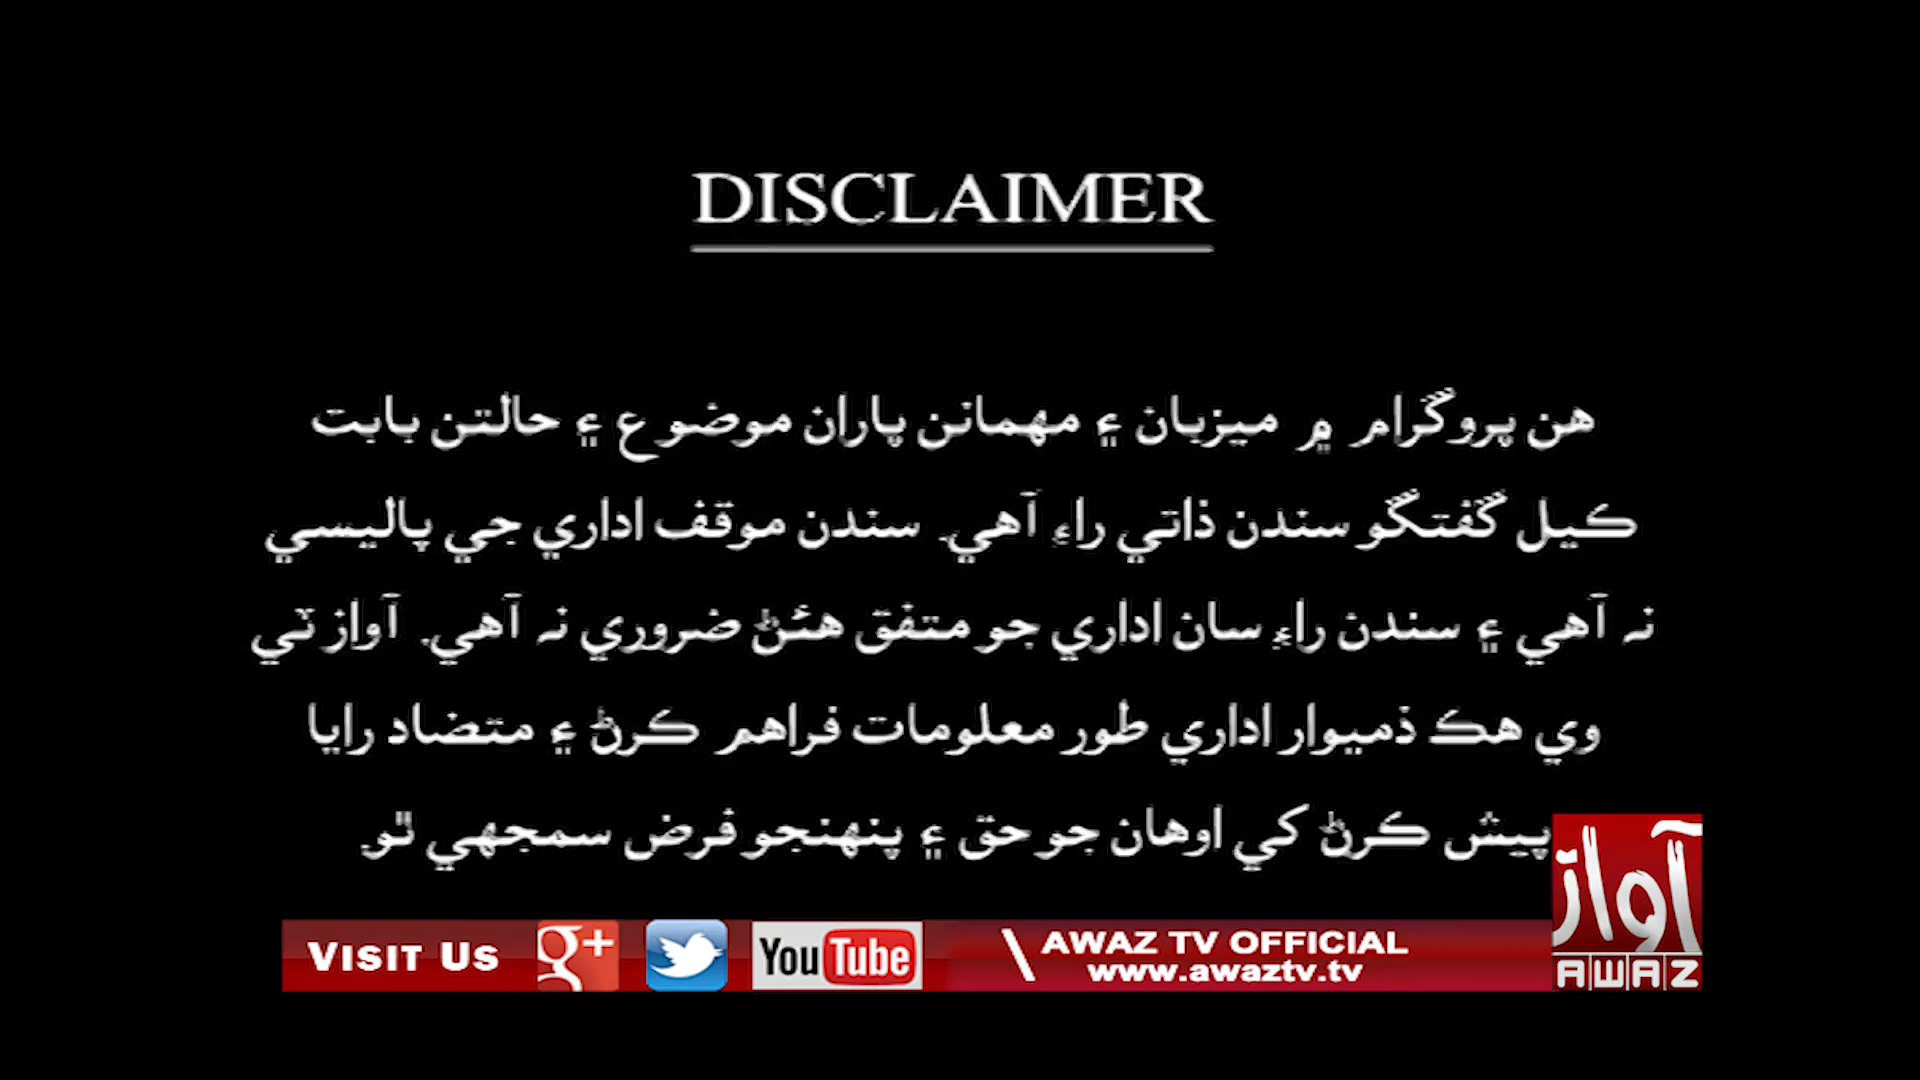 DISCLAIMER
هن پروگرام ۾ ميزبان ۽ مهمانن پاران موضوع ۽ حالتن بابت
ڪيل گفتگو سندن ذاتي راءِ آهي۔ سندن موقف اداري جي پاليسي
نہ آهي ۽ سندن راءِ سان اداري جو متفق هئڻ ضروري نہ آهي۔ آواز ٽي
وي هڪ ذميوار اداري طور معلومات فراهم ڪرڻ ۽ متضاد رايا
پيش ڪرڻ کي اوهان جو حق ۽ پنهنجو فرض سمجهي ٿو۔
آواز
AWAZ
VISIT US g+ YouTube \ AWAZ TV OFFICIAL
www.awaztv.tv